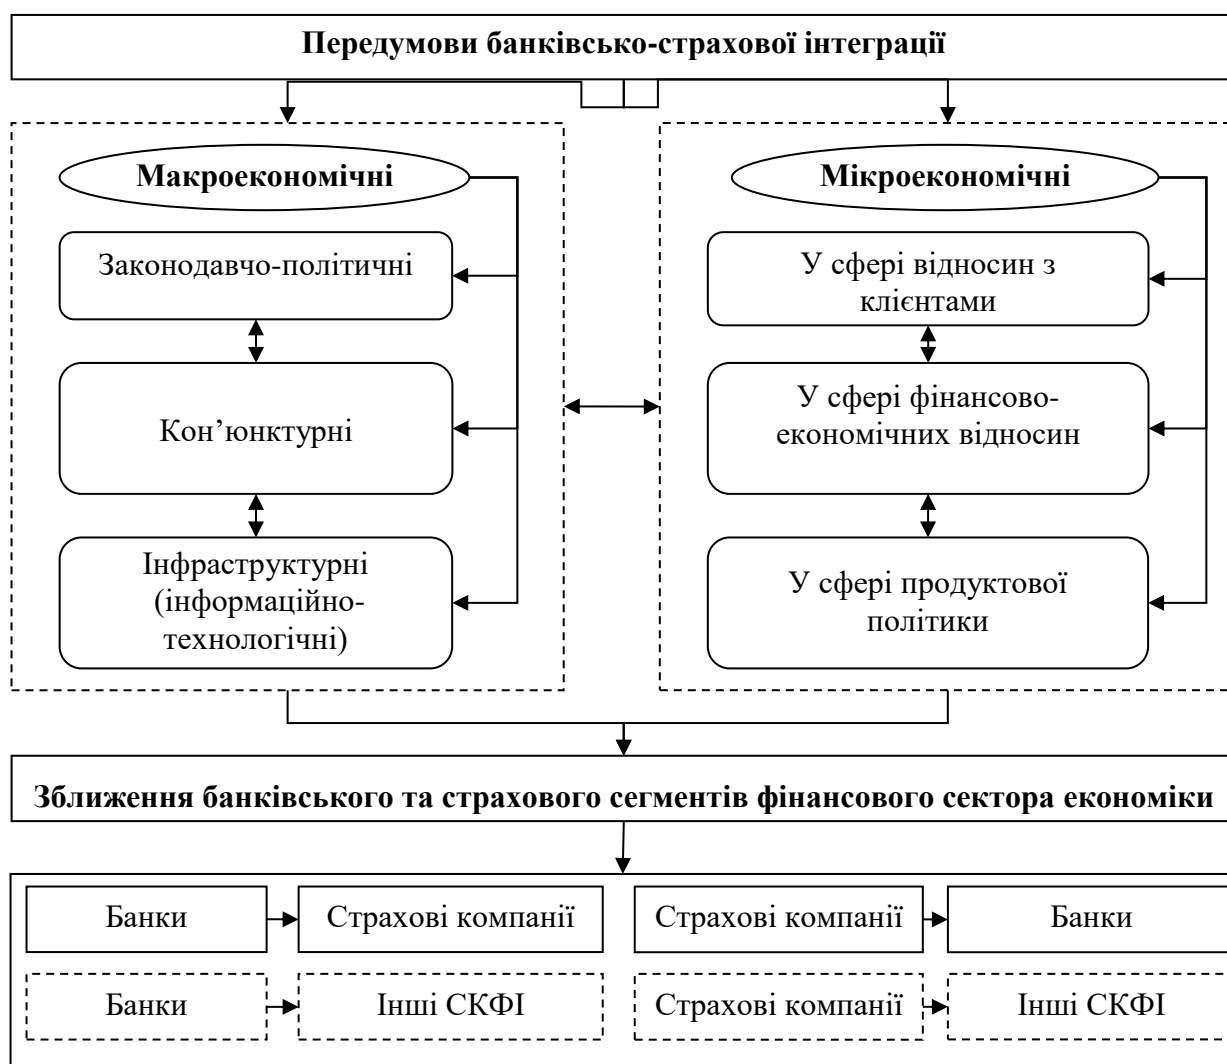 Передумови банківсько-страхової інтеграції
Макроекономічні
Законодавчо-політичні
Кон’юнктурні
Інфраструктурні
(інформаційно-
технологічні)
Мікроекономічні
У сфері відносин з
клієнтами
У сфері фінансово-
економічних відносин
У сфері продуктової
політики
Зближення банківського та страхового сегментів фінансового сектора економіки
Банки
Страхові компанії
Страхові компанії
Банки
Банки
Інші СКФІ
Страхові компанії
Інші СКФІ